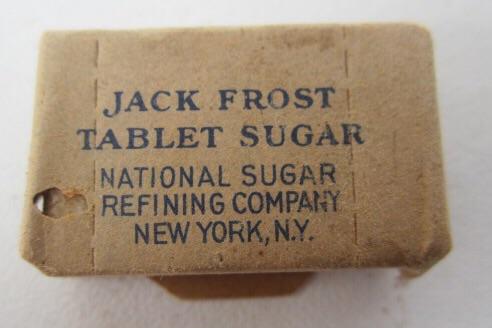 JACK FROST
TABLET SUGAR
NATIONAL SUGAR
REFINING COMPANY
NEW YORK, N.Y.